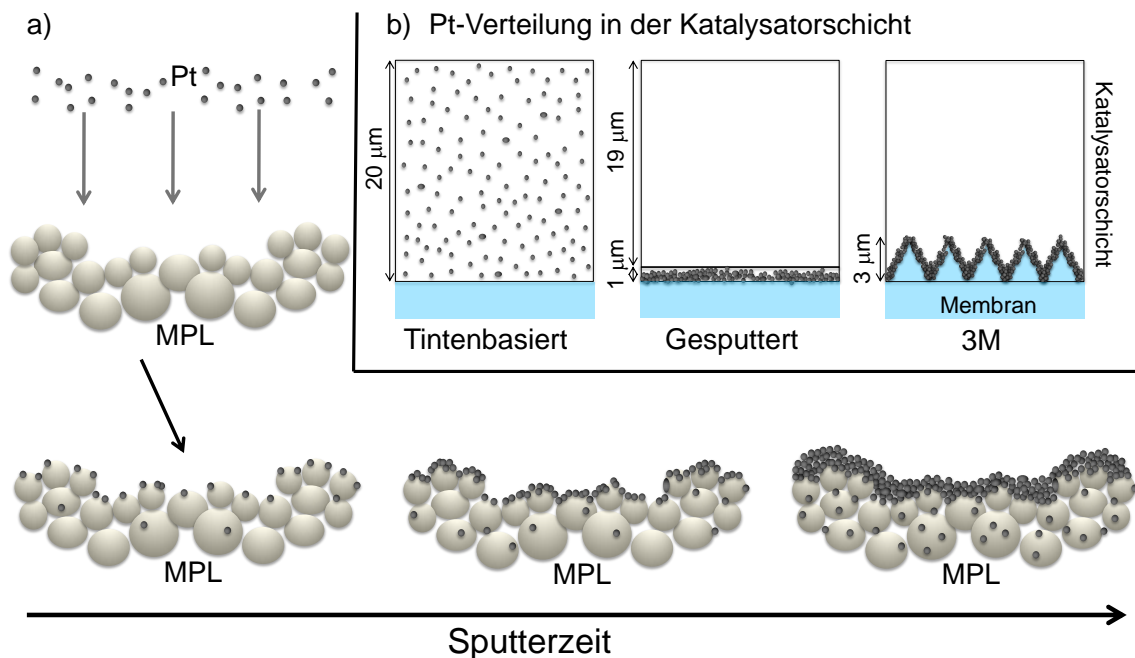 a)
Pt
MPL
b) Pt-Verteilung in der Katalysatorschicht
20 μm
19 μm
1 μm
3 μm
Katalysatorschicht
Membran
Tintenbasiert
Gesputtert
3M
MPL
MPL
MPL
Sputterzeit